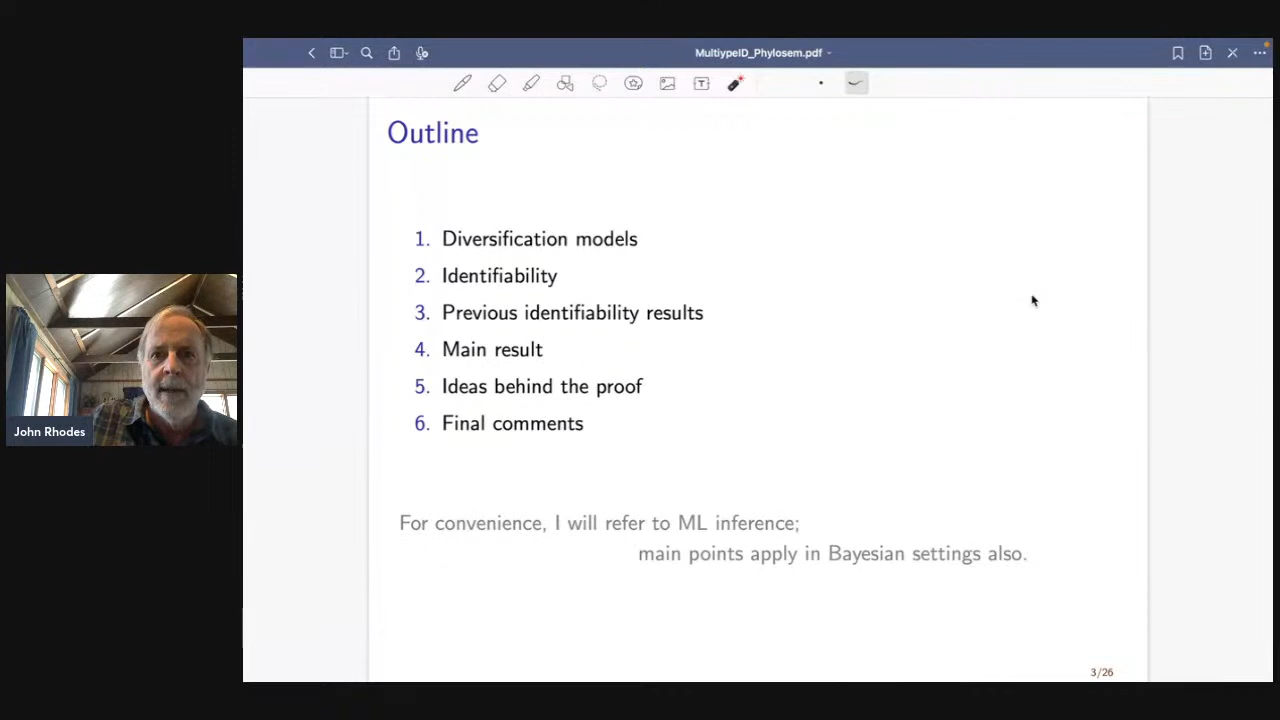 MultiypeID_Phylosem.pdf
Outline
1. Diversification models
2. Identifiability
3. Previous identifiability results
4. Main result
5. Ideas behind the proof
6. Final comments
John Rhodes
For convenience, I will refer to ML inference;
main points apply in Bayesian settings also.
3/26